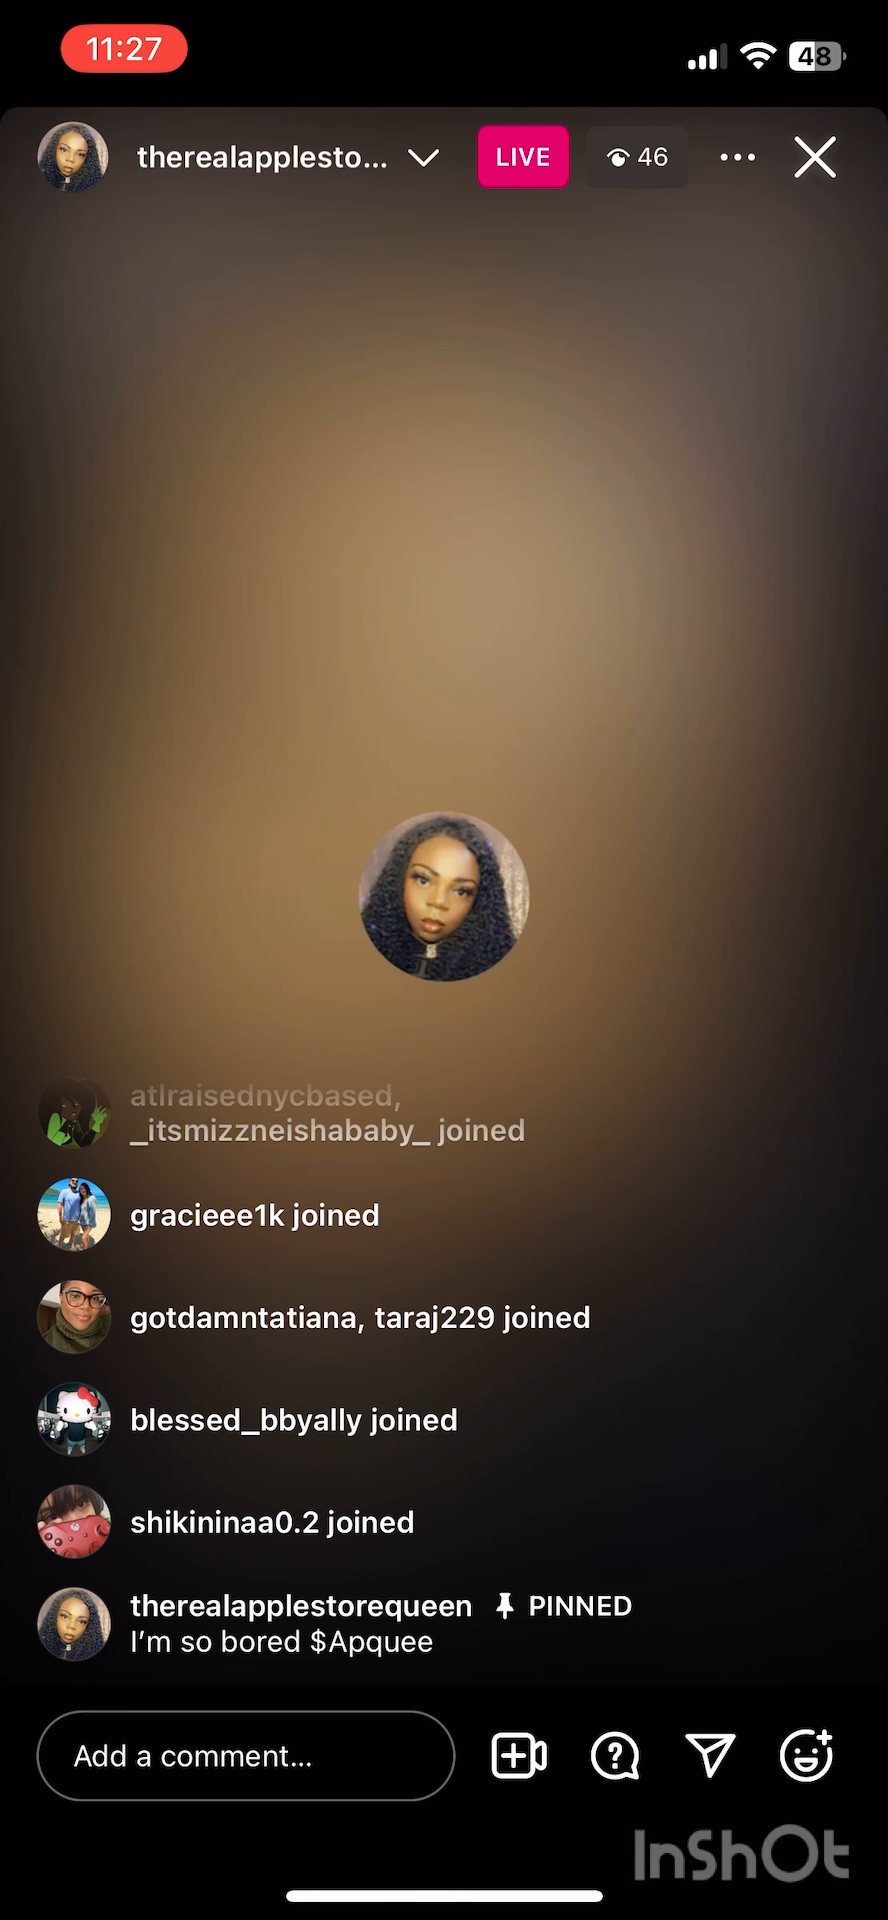 11:27
48
therealapplesto...
LIVE
46
atlraisednycbased,
_itsmizzneishababy_ joined
gracieee1k joined
gotdamntatiana, taraj229 joined
blessed_bbyally joined
shikininaa0.2 joined
therealapplestorequeen PINNED
I'm so bored $Apquee
Add a comment...
InShOt